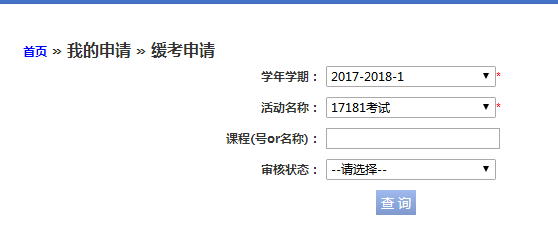 首页 » 我的申请 » 缓考申请
学年学期： 2017-2018-1 *
活动名称： 17181考试 *
课程(号or名称)：
审核状态： --请选择--
查 询